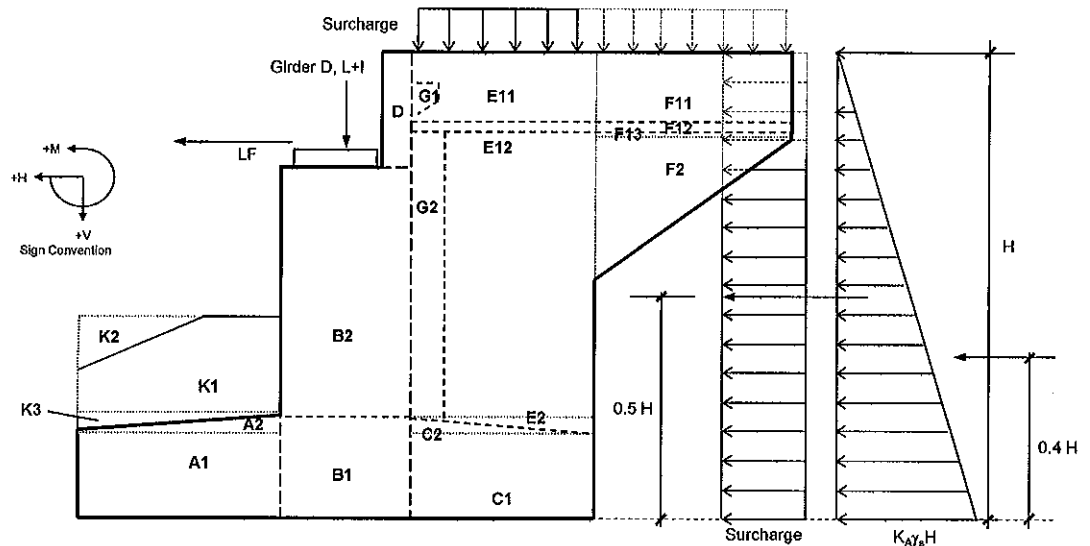 Surcharge
Girder D, L+I
G1
E11
F11
D
F13
F12
E12
LF
+M
+H
+V
Sign Convention
F2
G2
H
K2
B2
K1
K3
0.5 H
A2
E2
C2
0.4 H
A1
B1
C1
Surcharge
KAγsH